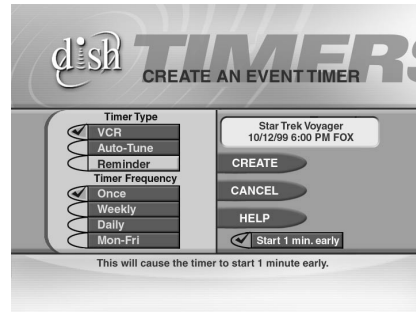 dish
TIMERS
CREATE AN EVENT TIMER
Timer Type
VCR
Auto-Tune
Reminder
Timer Frequency
Once
Weekly
Daily
Mon-Fri
Star Trek Voyager
10/12/99 6:00 PM FOX
CREATE
CANCEL
HELP
Start 1 min. early
This will cause the timer to start 1 minute early.